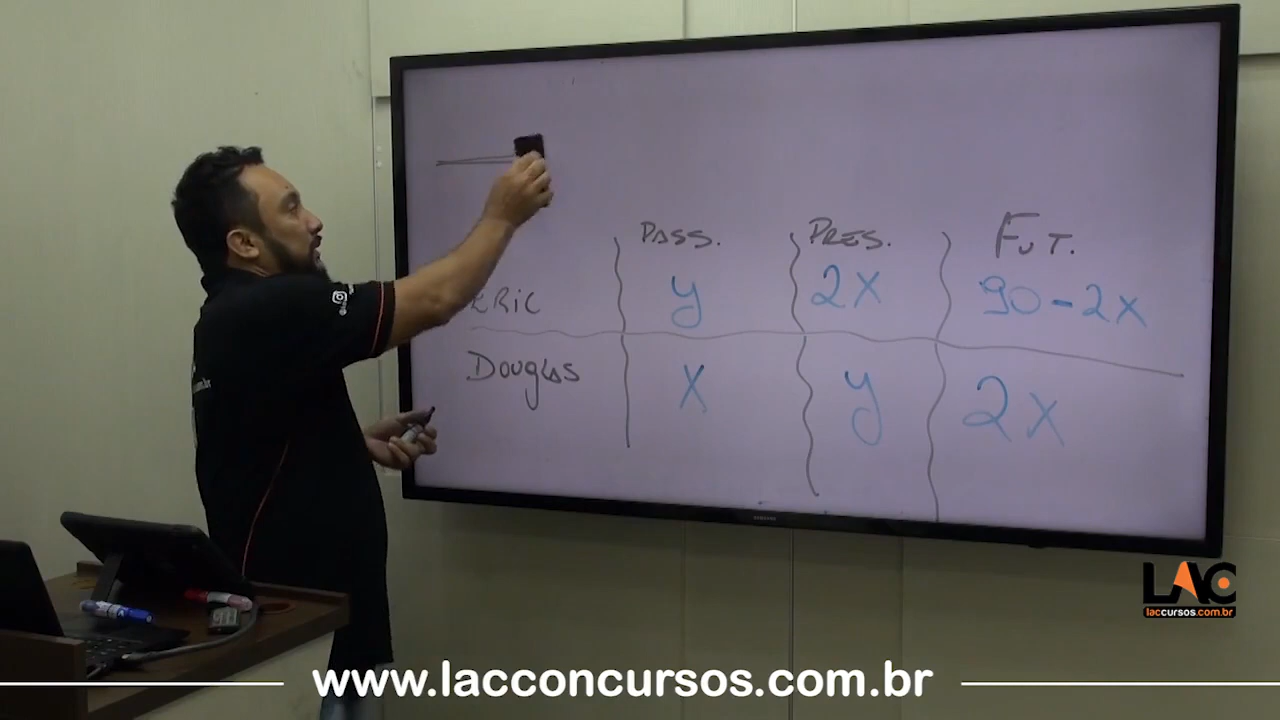 PASS. PRES. FUT.
ERIC y 2X 90-2X
DOUGLAS X y 2X
LAC
laccursos.com.br
www.lacconcursos.com.br